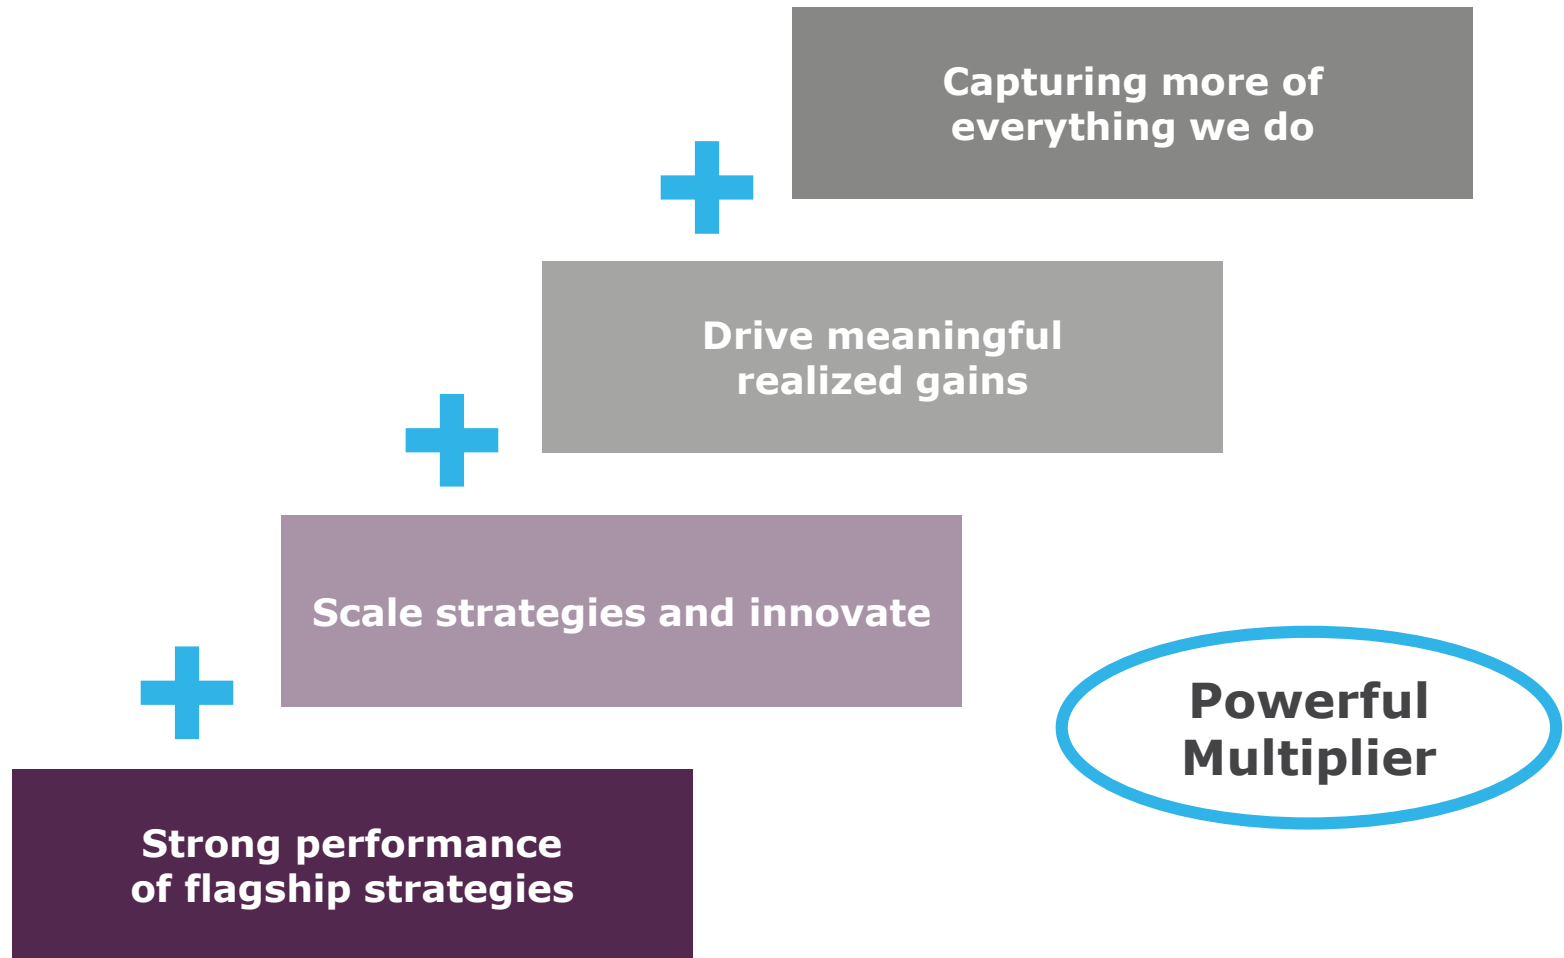 Capturing more of
everything we do
Drive meaningful
realized gains
Scale strategies and innovate
Powerful
Multiplier
Strong performance
of flagship strategies